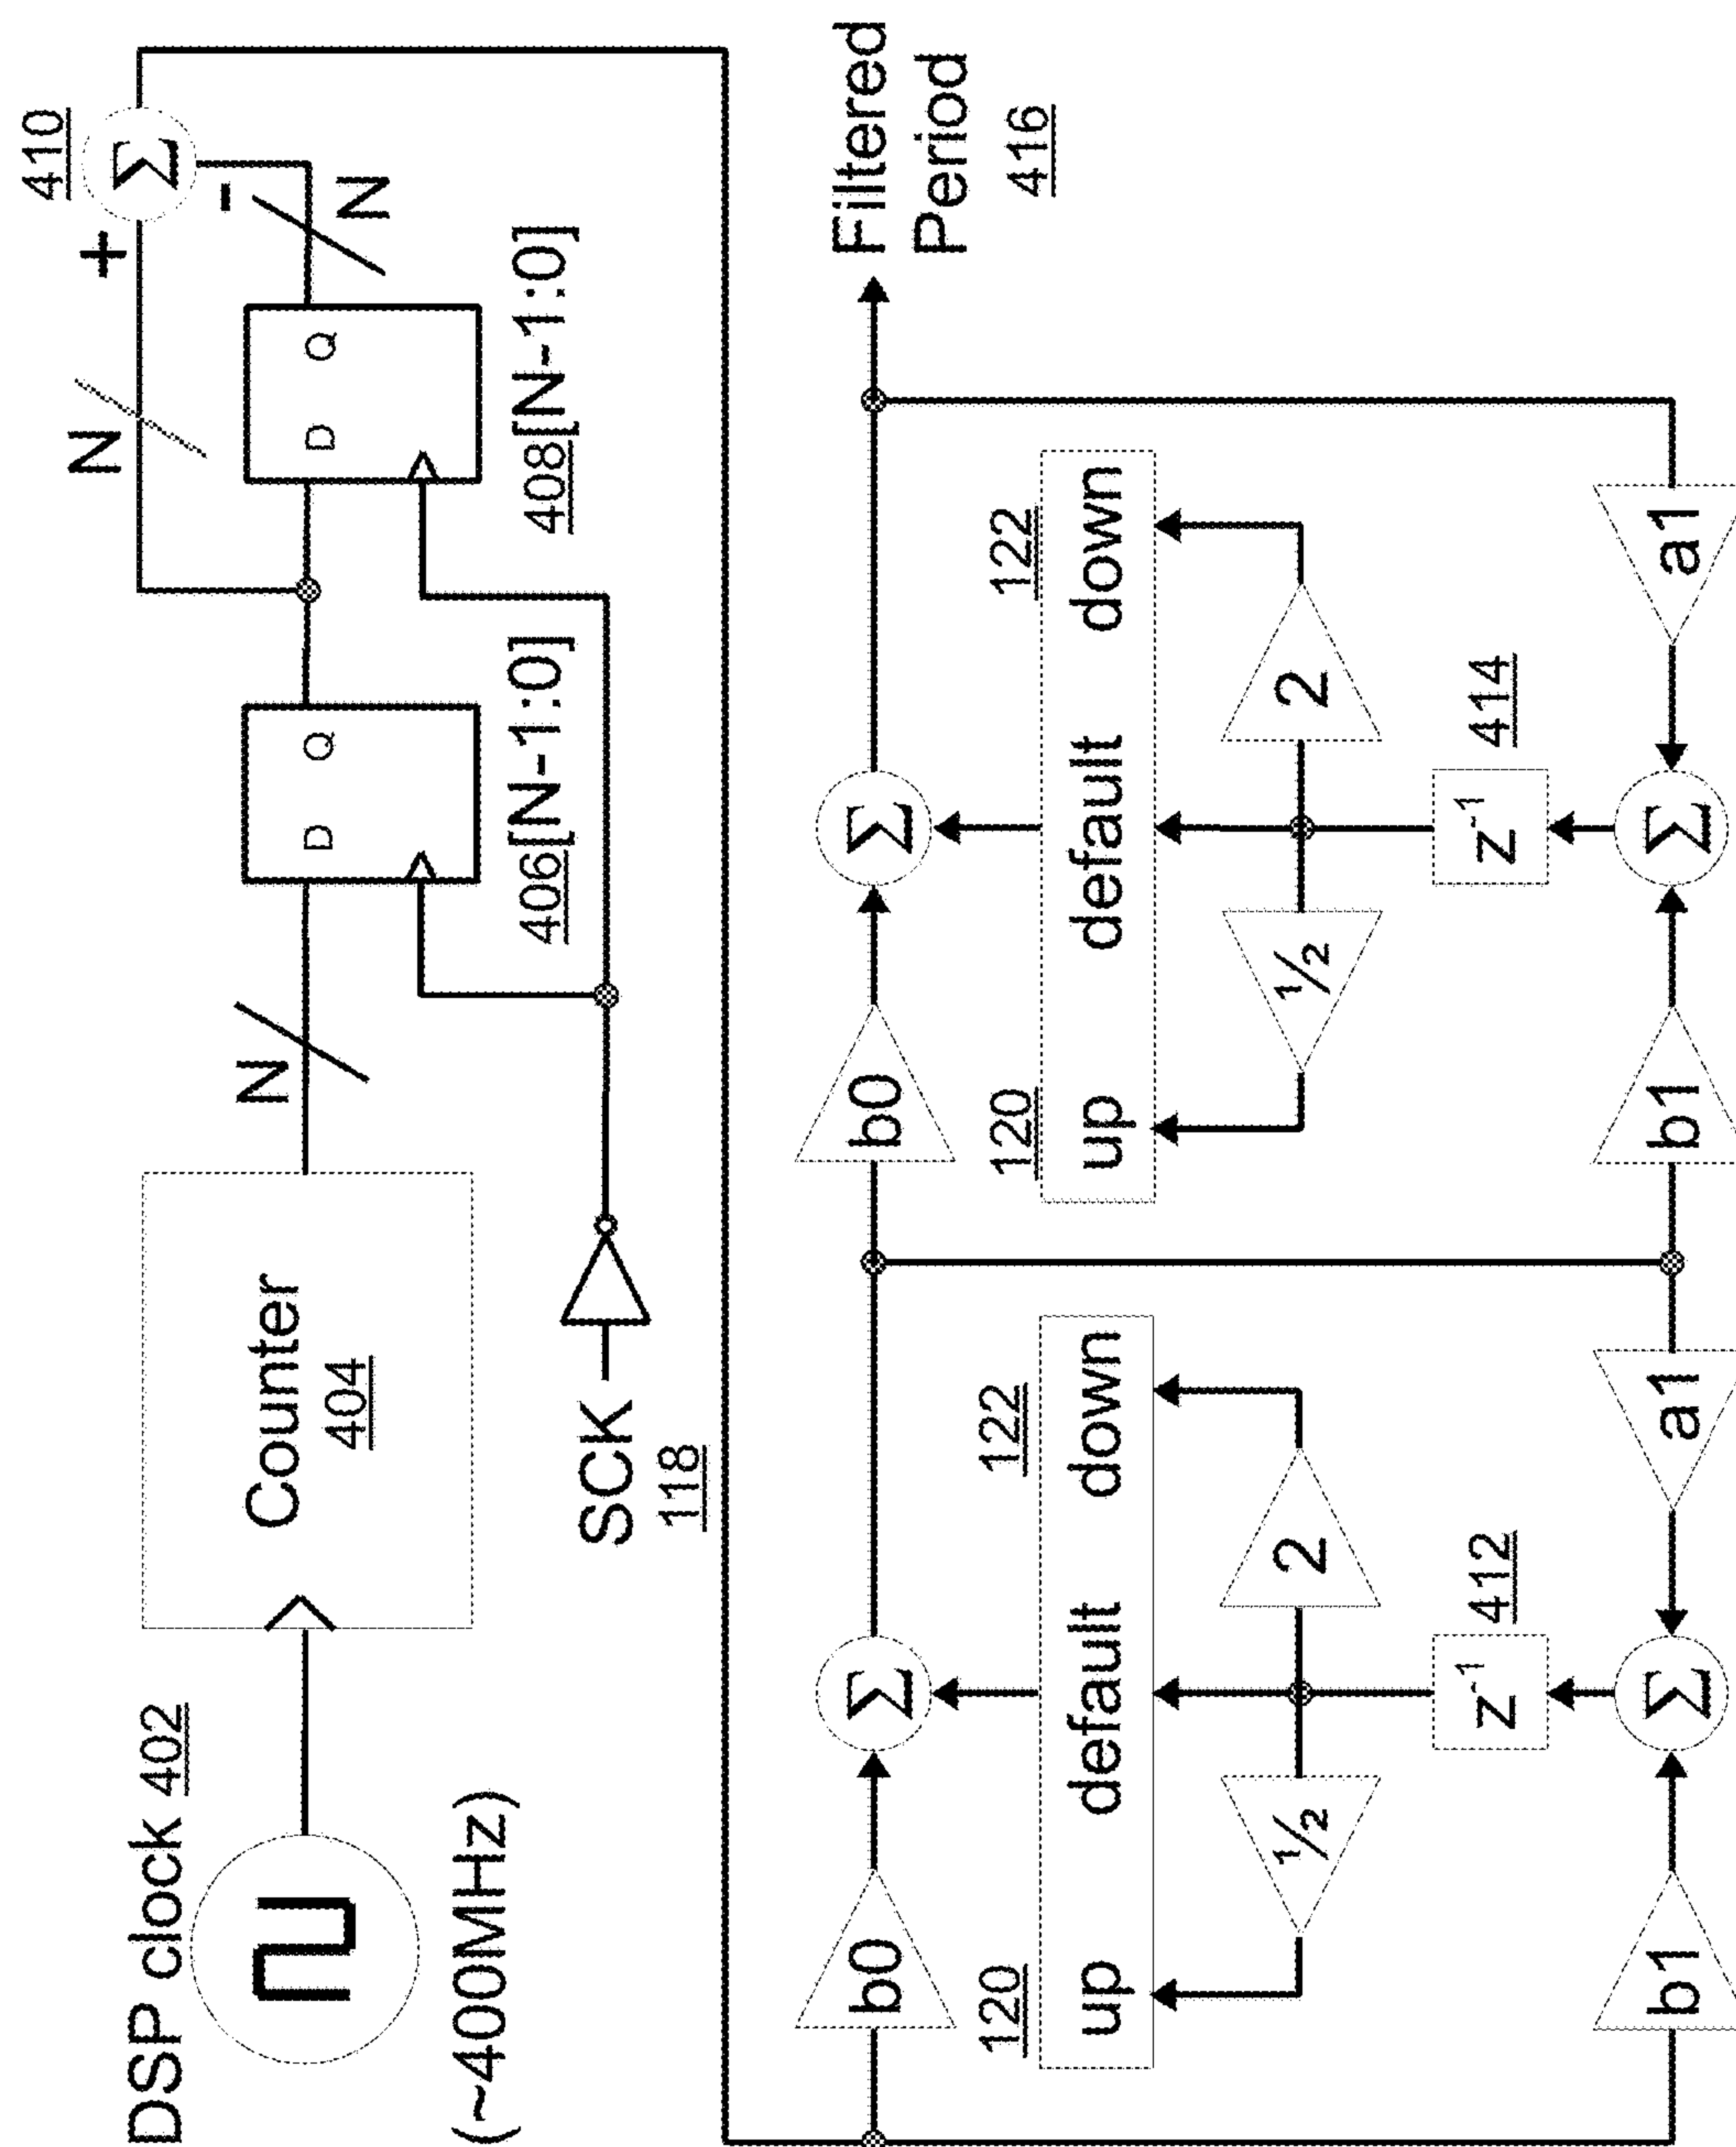 DSP clock 402
(~400MHz)
Counter
404
N
D Q
406[N-1:0]
D Q
408[N-1:0]
N
+
-
N
Σ
410
SCK
118
b0
Σ
120
122
up default down
½
2
z⁻¹
412
b1
Σ
a1
b0
Σ
120
122
up default down
½
2
z⁻¹
414
b1
Σ
a1
Filtered
Period
416